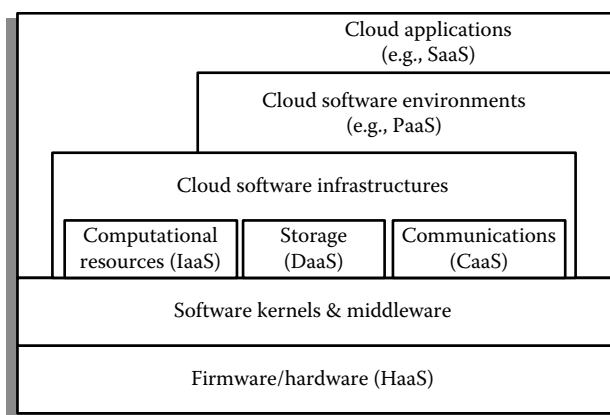 Cloud applications
(e.g., SaaS)
Cloud software environments
(e.g., PaaS)
Cloud software infrastructures
Computational
resources (IaaS)
Storage
(DaaS)
Communications
(CaaS)
Software kernels & middleware
Firmware/hardware (HaaS)